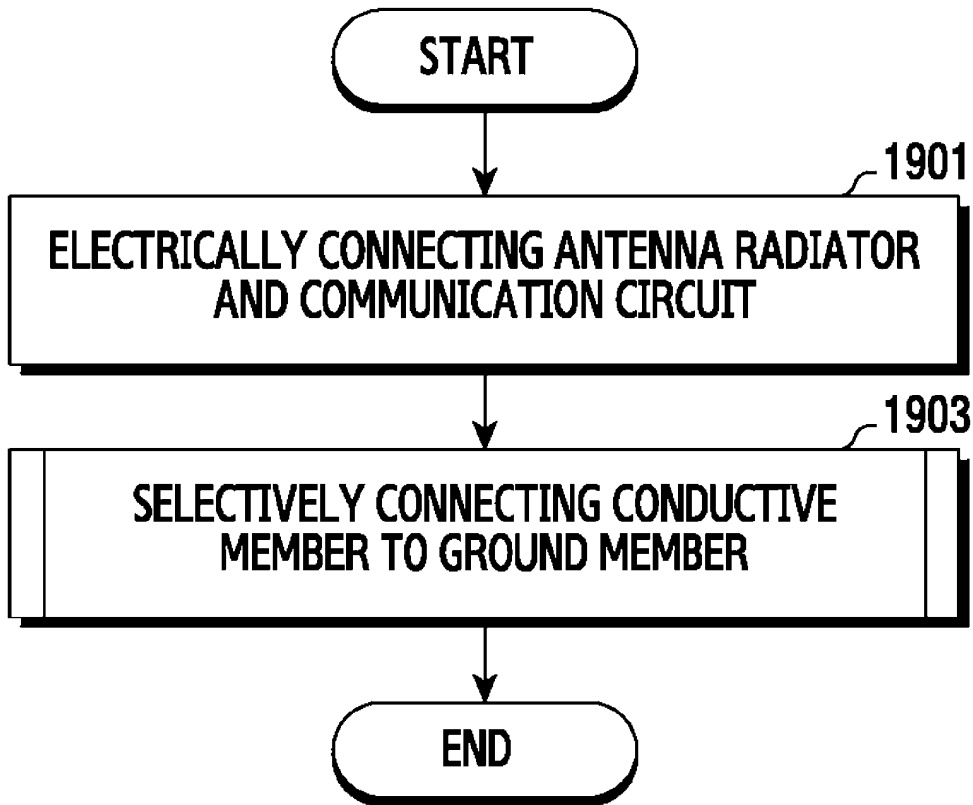 START
1901
ELECTRICALLY CONNECTING ANTENNA RADIATOR
AND COMMUNICATION CIRCUIT
1903
SELECTIVELY CONNECTING CONDUCTIVE
MEMBER TO GROUND MEMBER
END